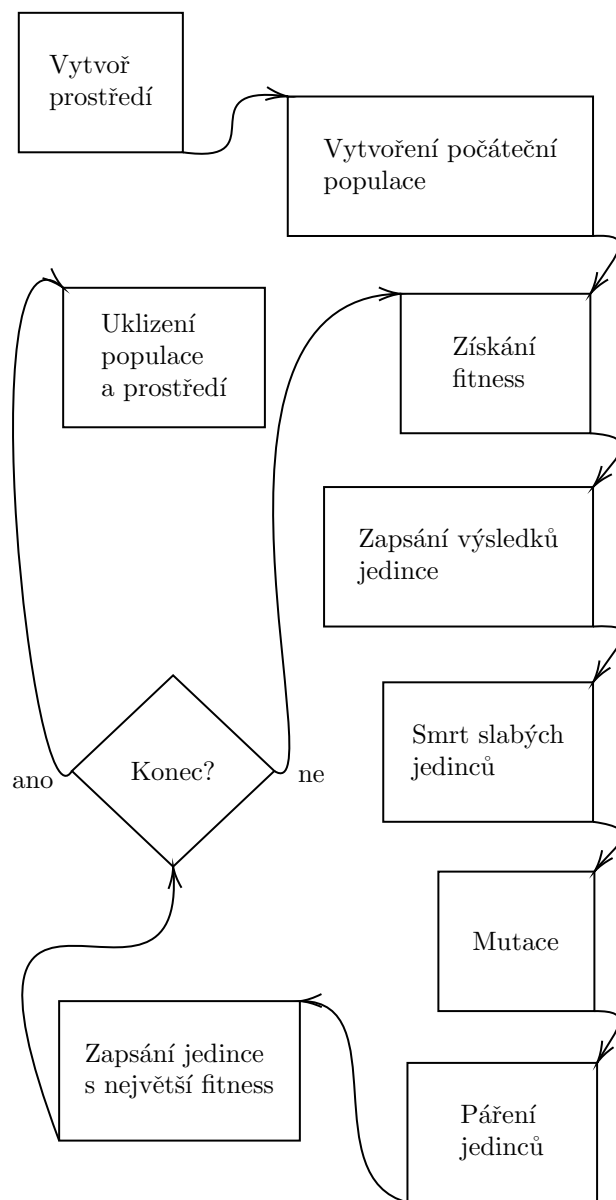 Vytvoř
prostředí
Vytvoření počáteční
populace
Uklizení
populace
a prostředí
Získání
fitness
Zapsání výsledků
jedince
Smrt slabých
jedinců
Konec?
ano
ne
Mutace
Zapsání jedince
s největší fitness
Páření
jedinců